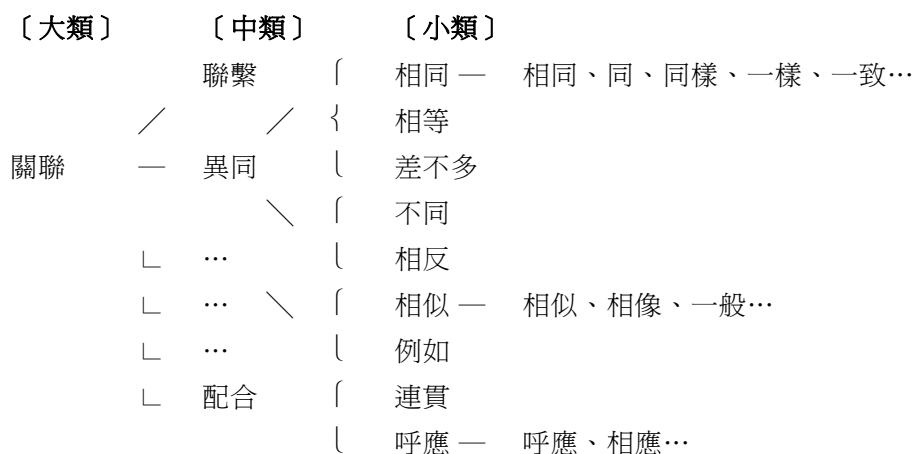 〔大類〕 〔中類〕 〔小類〕
聯繫 ⎧ 相同 — 相同、同、同樣、一樣、一致…
／ ／ ⎨ 相等
關聯 — 異同 ⎩ 差不多
＼ ⎧ 不同
∟ … ⎩ 相反
∟ … ＼ ⎧ 相似 — 相似、相像、一般…
∟ … ⎩ 例如
∟ 配合 ⎧ 連貫
⎩ 呼應 — 呼應、相應…